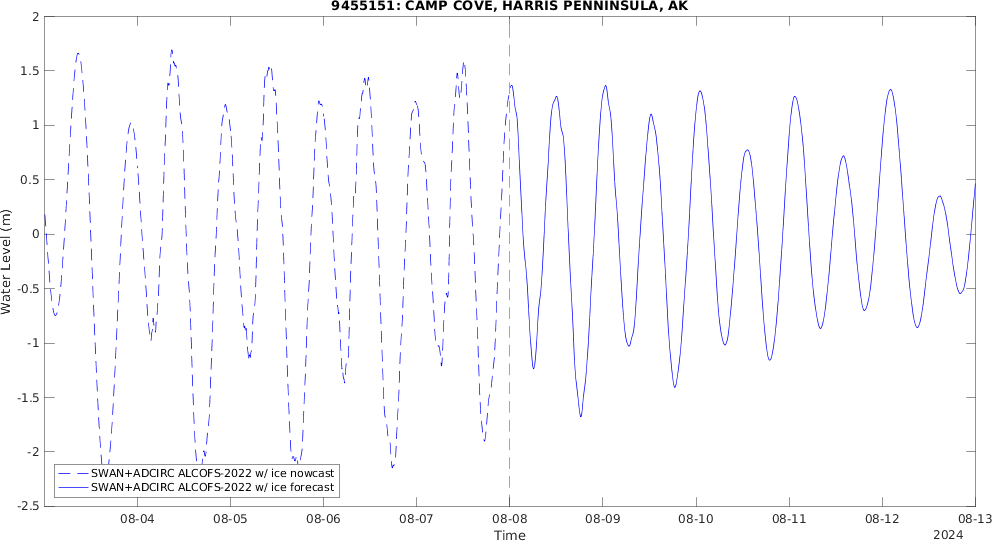 9455151: CAMP COVE, HARRIS PENNINSULA, AK
2
1.5
1
0.5
0
-0.5
-1
-1.5
-2
-2.5
Water Level (m)
SWAN+ADCIRC ALCOFS-2022 w/ ice nowcast
SWAN+ADCIRC ALCOFS-2022 w/ ice forecast
08-04 08-05 08-06 08-07 08-08 08-09 08-10 08-11 08-12 08-13
Time
2024